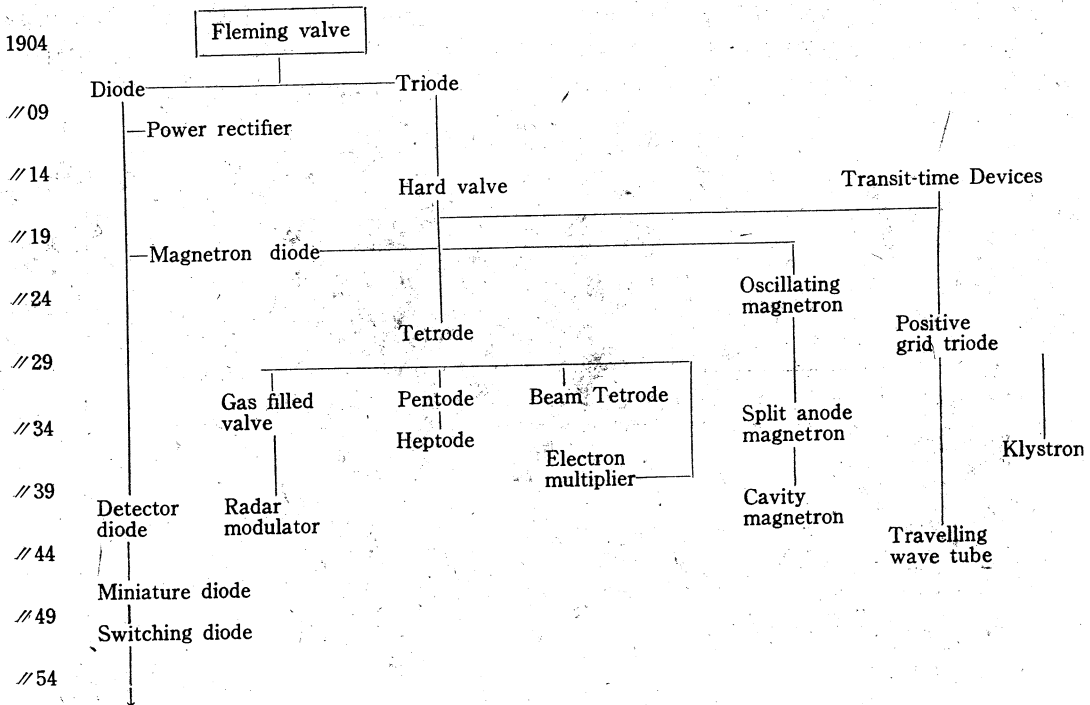 1904
Fleming valve
Diode
Triode
〃09
Power rectifier
〃14
Hard valve
Transit-time Devices
〃19
Magnetron diode
〃24
Oscillating
magnetron
Tetrode
Positive
grid triode
〃29
Gas filled
valve
Pentode
Beam Tetrode
Split anode
magnetron
〃34
Heptode
Klystron
Electron
multiplier
〃39
Detector
diode
Radar
modulator
Cavity
magnetron
Travelling
wave tube
〃44
Miniature diode
〃49
Switching diode
〃54